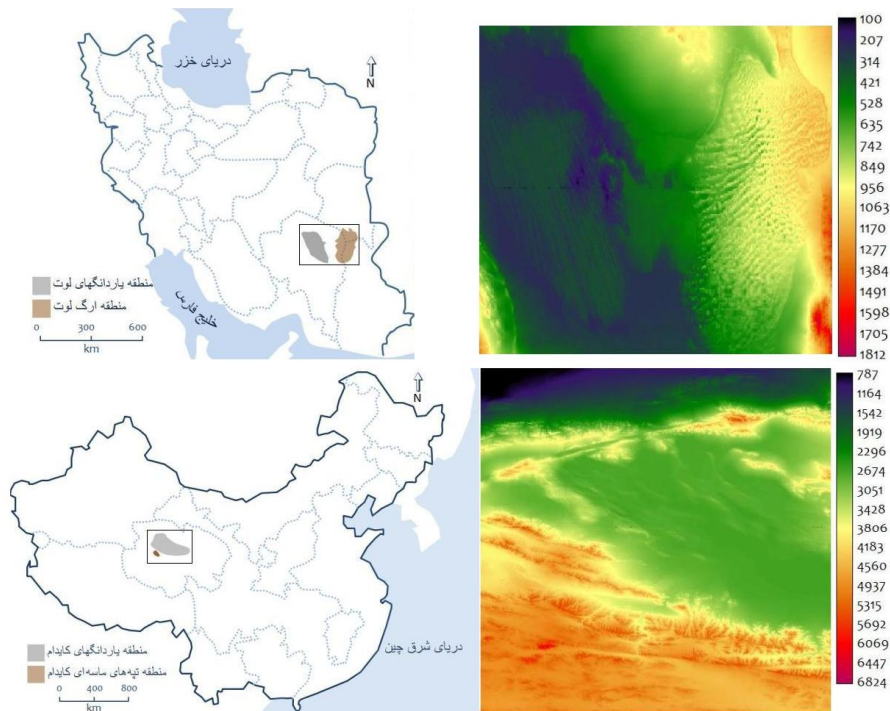 دریای خزر
N
منطقه یاردانگهای لوت
منطقه ارگ لوت
خلیج فارس
0 300 600
km
100
207
314
421
528
635
742
849
956
1063
1170
1277
1384
1491
1598
1705
1812
N
منطقه یاردانگهای کایدام
منطقه تپه‌های ماسه‌ای کایدام
دریای شرق چین
0 400 800
km
787
1164
1542
1919
2296
2674
3051
3428
3806
4183
4560
4937
5315
5692
6069
6447
6824